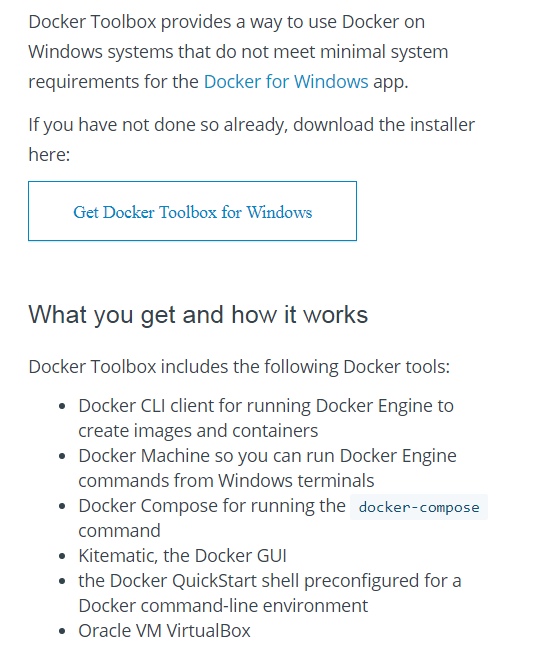 Docker Toolbox provides a way to use Docker on
Windows systems that do not meet minimal system
requirements for the Docker for Windows app.
If you have not done so already, download the installer
here:
Get Docker Toolbox for Windows
What you get and how it works
Docker Toolbox includes the following Docker tools:
• Docker CLI client for running Docker Engine to
create images and containers
• Docker Machine so you can run Docker Engine
commands from Windows terminals
• Docker Compose for running the docker-compose
command
• Kitematic, the Docker GUI
• the Docker QuickStart shell preconfigured for a
Docker command-line environment
• Oracle VM VirtualBox